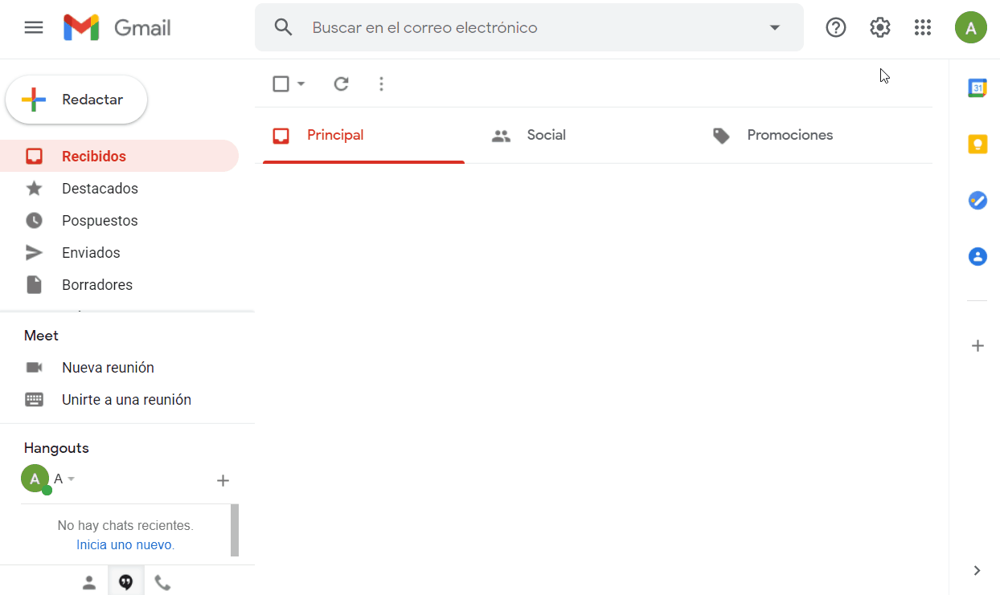 Gmail
Buscar en el correo electrónico
A
Redactar
31
Principal
Social
Promociones
Recibidos
Destacados
Pospuestos
Enviados
Borradores
Meet
Nueva reunión
Unirte a una reunión
Hangouts
A
A
No hay chats recientes.
Inicia uno nuevo.